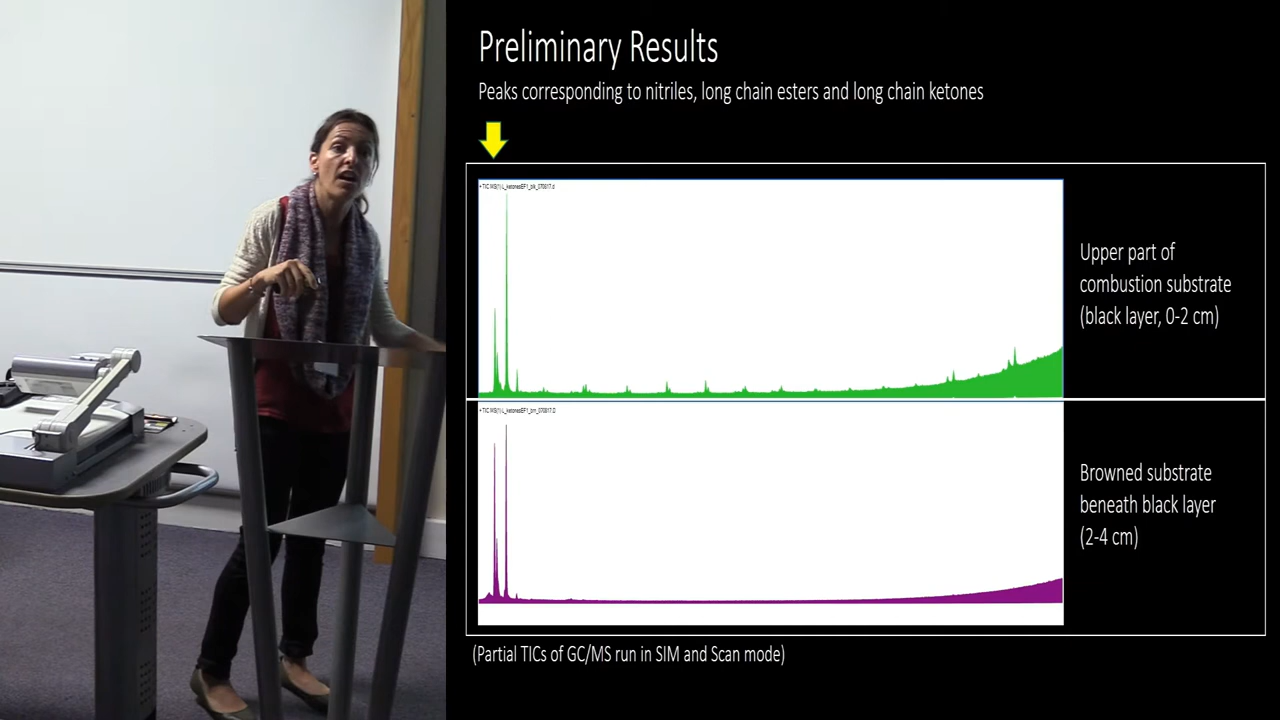 Preliminary Results
Peaks corresponding to nitriles, long chain esters and long chain ketones
Upper part of
combustion substrate
(black layer, 0-2 cm)
Browned substrate
beneath black layer
(2-4 cm)
(Partial TICs of GC/MS run in SIM and Scan mode)